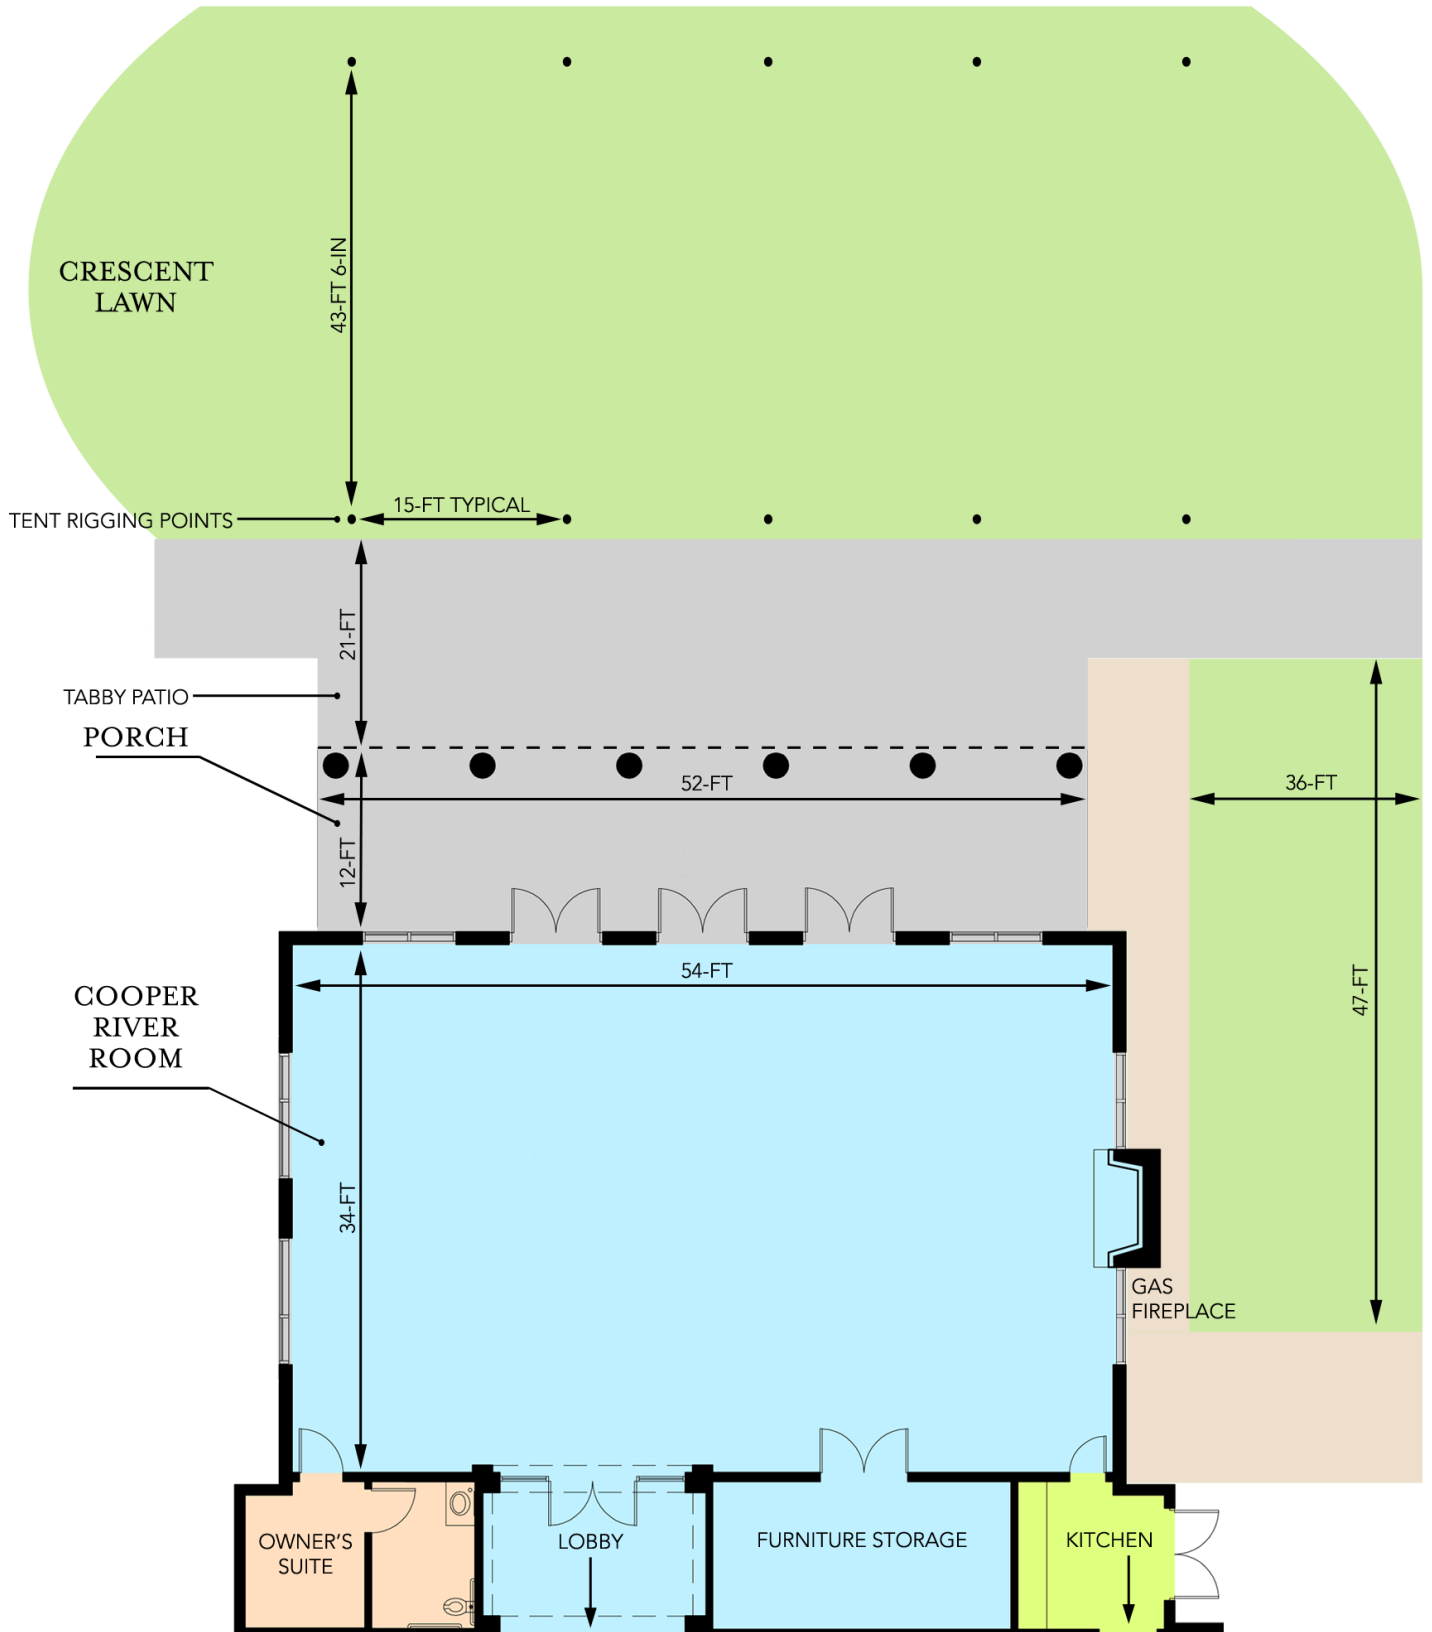 43-FT 6-IN
CRESCENT
LAWN
15-FT TYPICAL
TENT RIGGING POINTS
21-FT
TABBY PATIO
PORCH
52-FT
36-FT
12-FT
54-FT
47-FT
COOPER
RIVER
ROOM
34-FT
GAS
FIREPLACE
OWNER'S
SUITE
LOBBY
FURNITURE STORAGE
KITCHEN